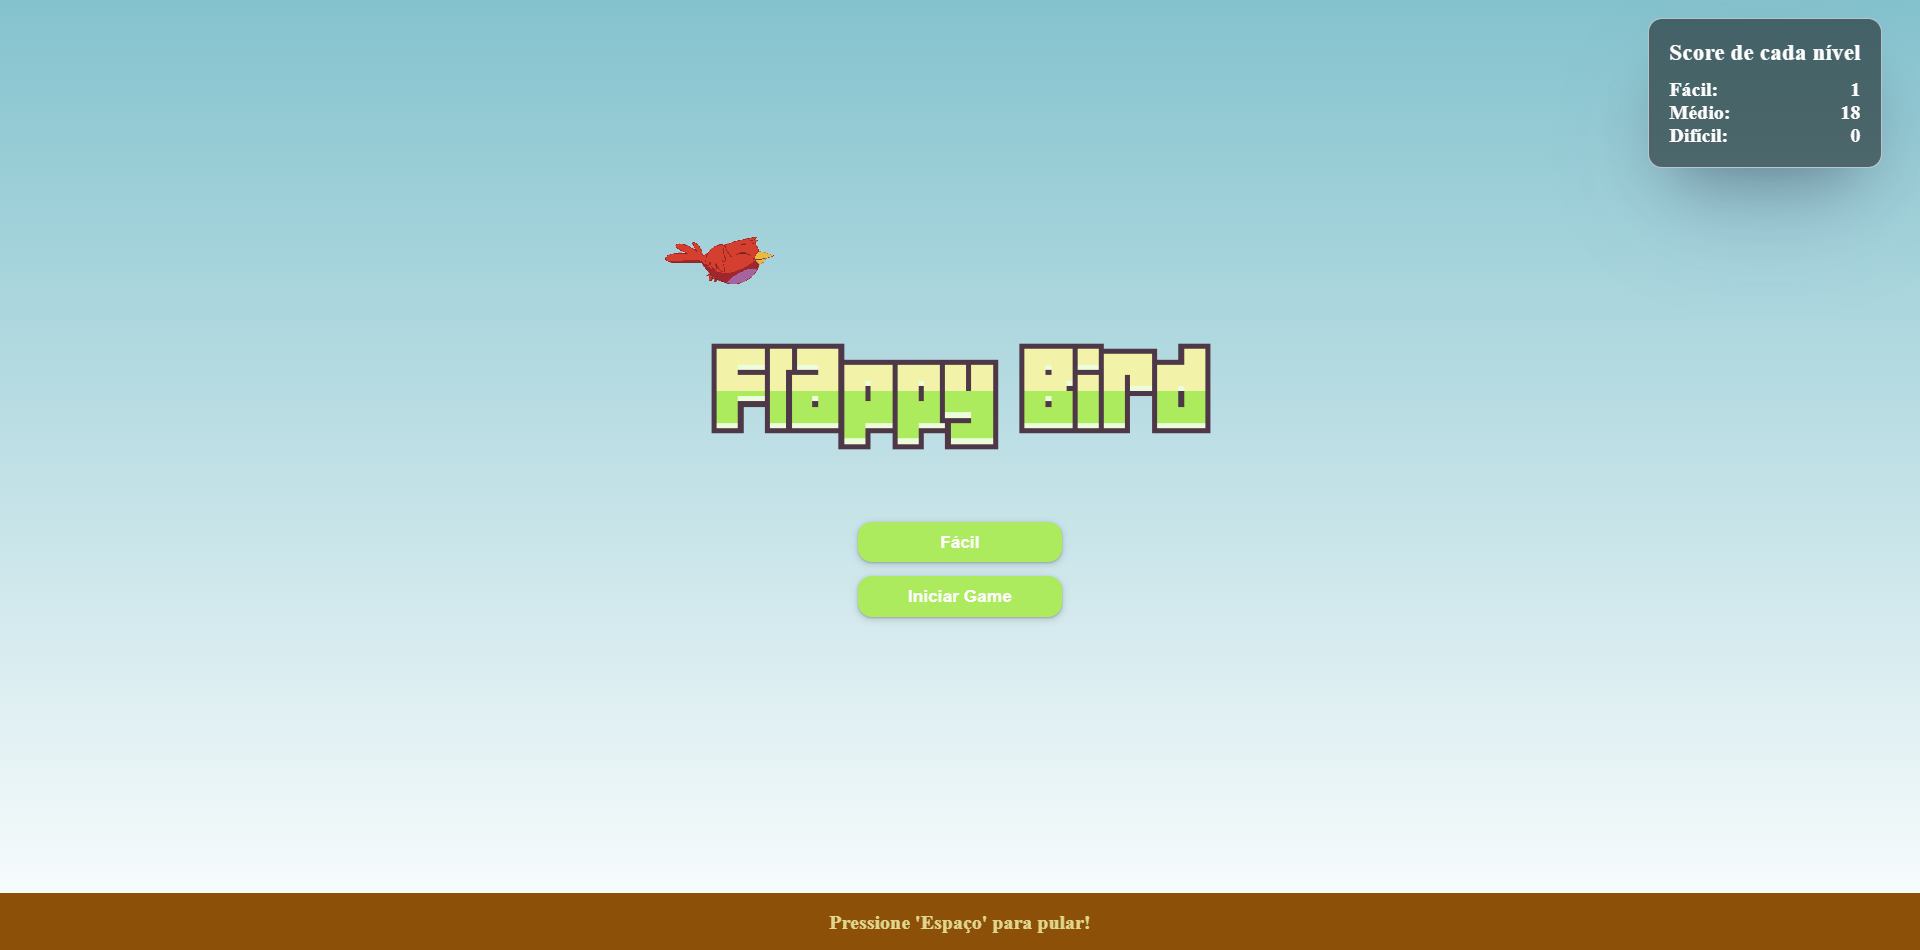 Score de cada nível
Fácil: 1
Médio: 18
Difícil: 0
Flappy Bird
Fácil
Iniciar Game
Pressione 'Espaço' para pular!